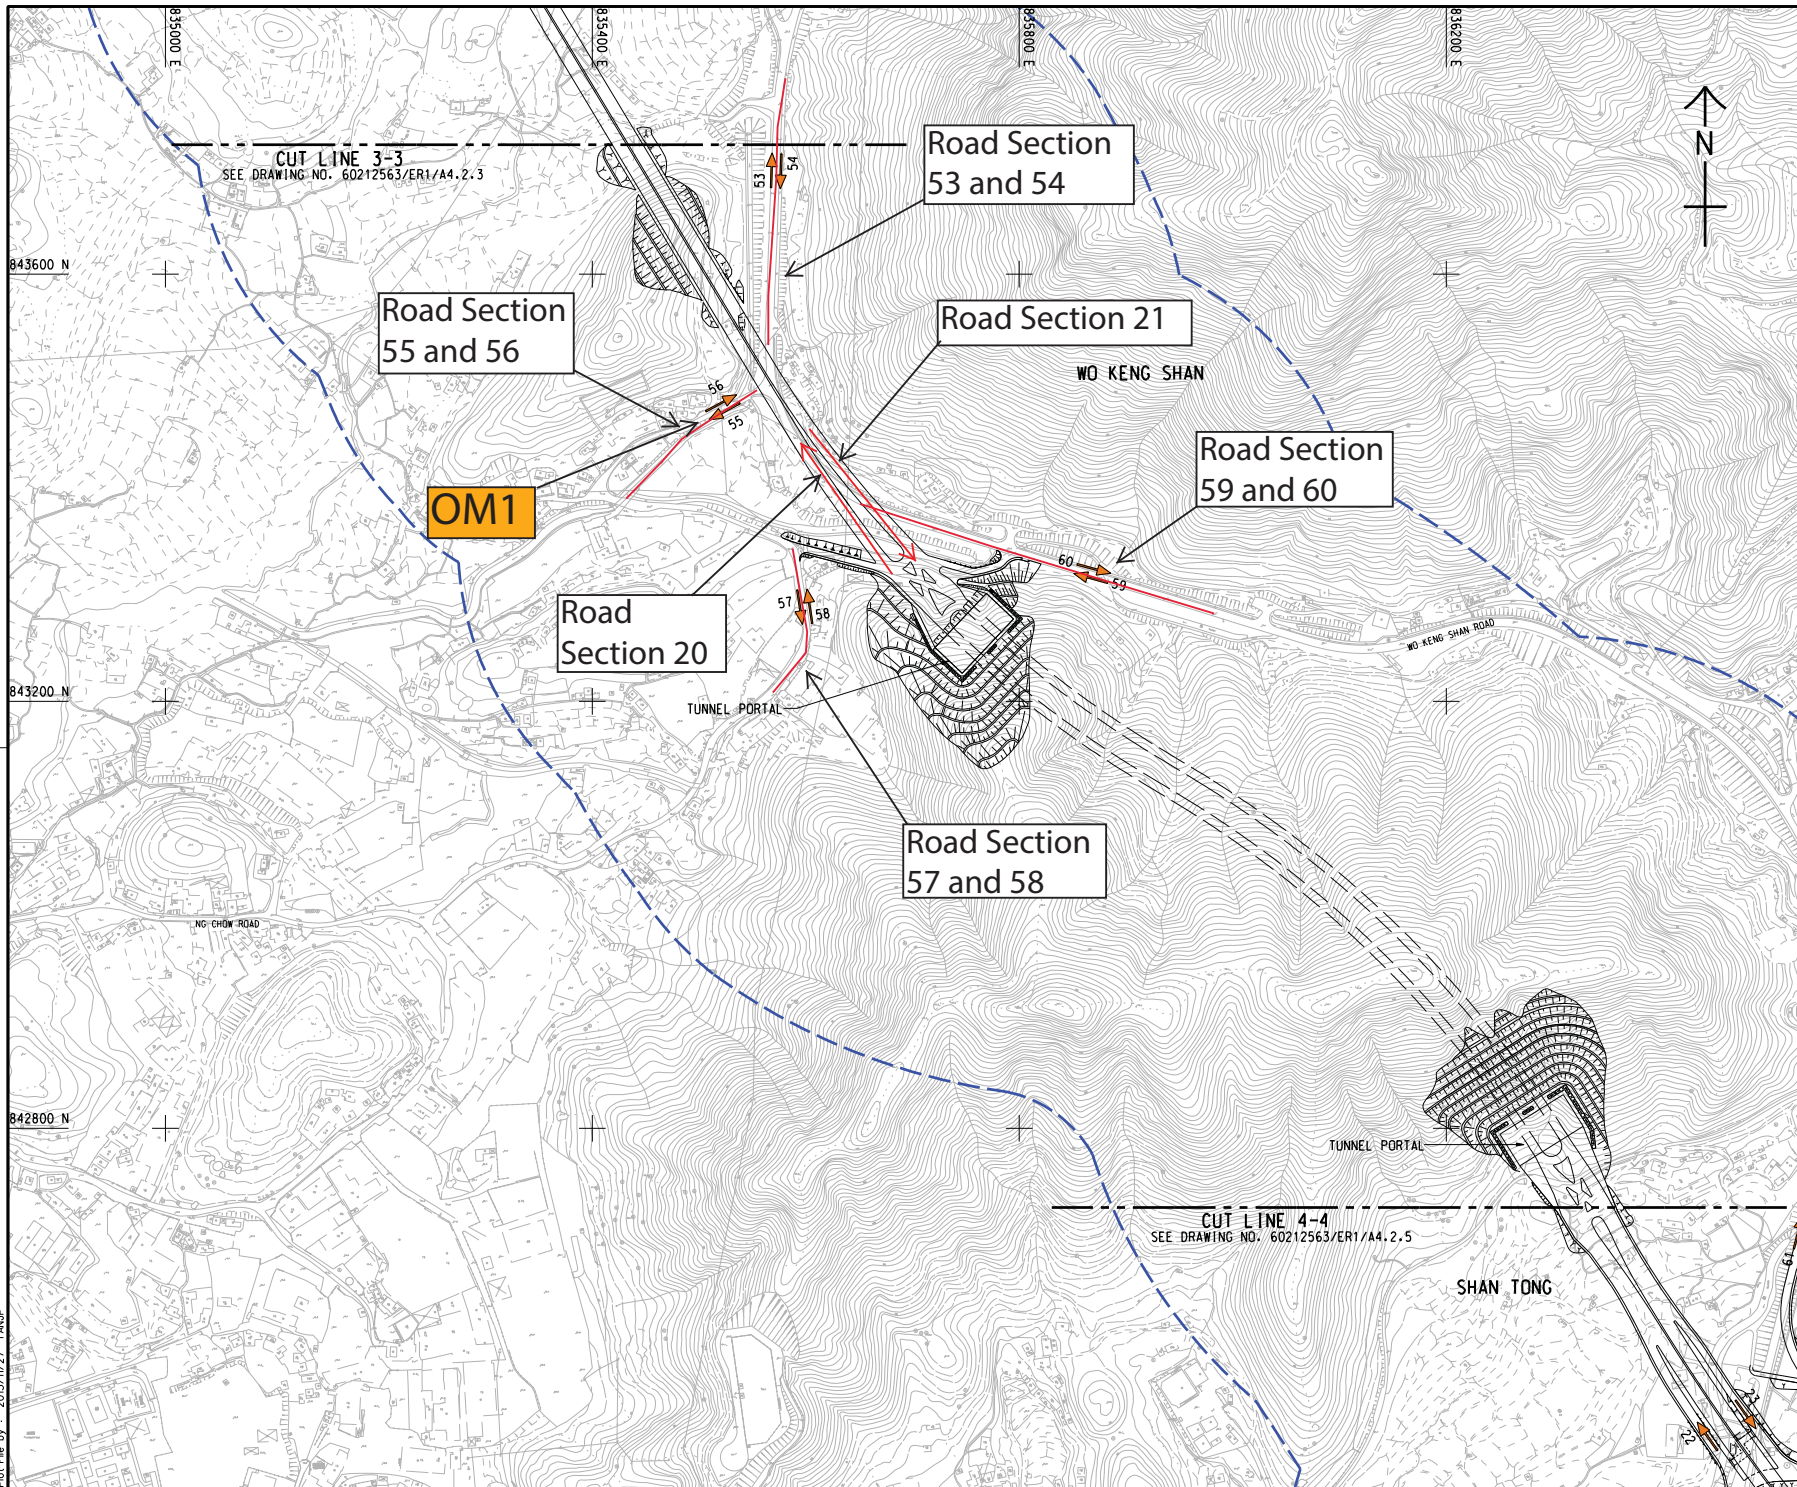 835000 E
835400 E
835800 E
836200 E
N
CUT LINE 3-3
SEE DRAWING NO. 60212563/ER1/A4.2.3
53
54
Road Section
53 and 54
843600 N
Road Section
55 and 56
Road Section 21
WO KENG SHAN
56
55
OM1
Road Section
59 and 60
60
59
57
58
Road
Section 20
WO KENG SHAN ROAD
843200 N
TUNNEL PORTAL
Road Section
57 and 58
NG CHOW ROAD
842800 N
TUNNEL PORTAL
CUT LINE 4-4
SEE DRAWING NO. 60212563/ER1/A4.2.5
SHAN TONG
61
23
22